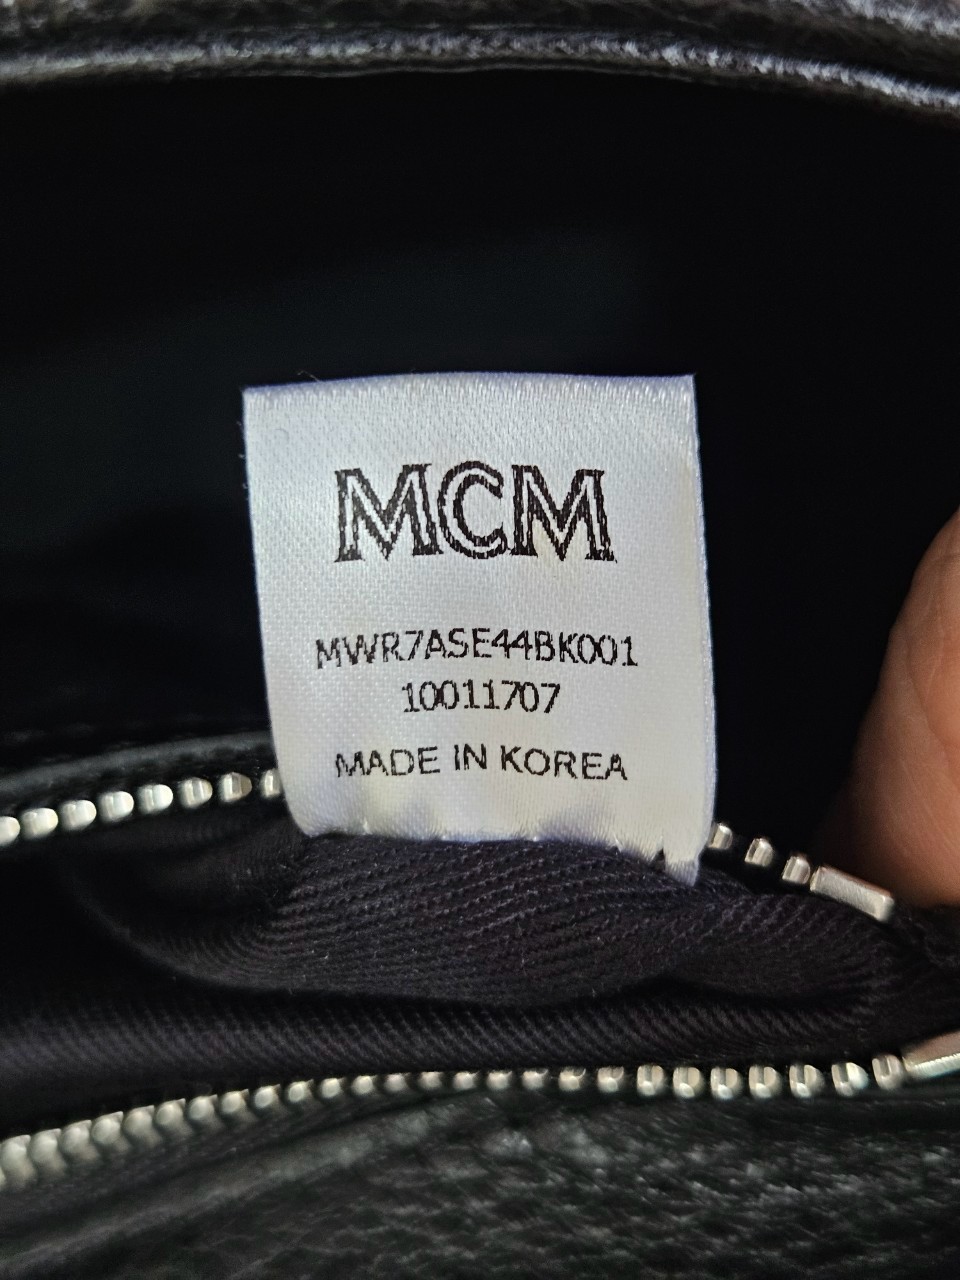 MCM
MWR7ASE44BK001
10011707
MADE IN KOREA